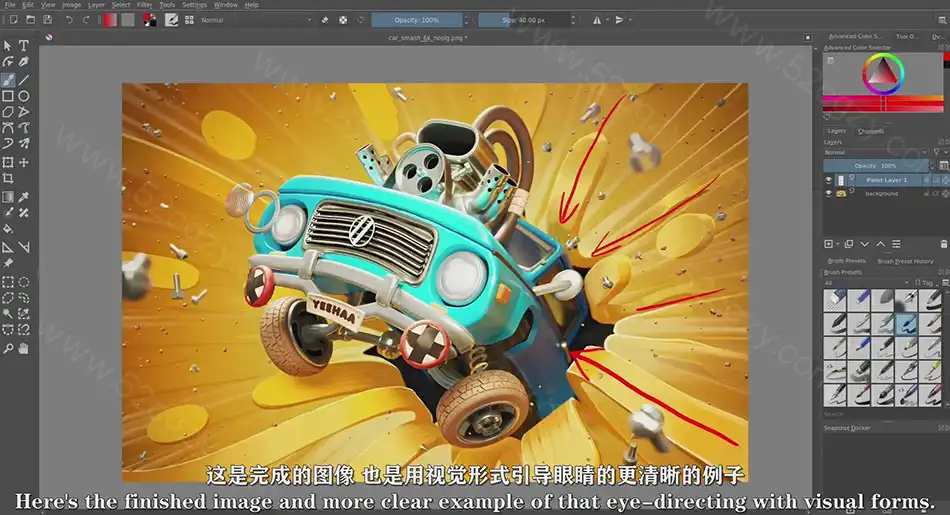 File Edit View Image Layer Select Filter Tools Settings Window Help
Normal
Opacity: 100%
Size: 40.00 px
car_smash_6k_nosig.png *
Advanced Color S...
Tool O...
Ov...
Advanced Color Selector
Layers
Channels
Layers
Normal
Opacity: 100%
Paint Layer 1
background
Brush Presets
Brush Preset History
Brush Presets
All
Tag
Search
Snapshot Docker
YEEHAA
这是完成的图像 也是用视觉形式引导眼睛的更清晰的例子
Here's the finished image and more clear example of that eye-directing with visual forms.